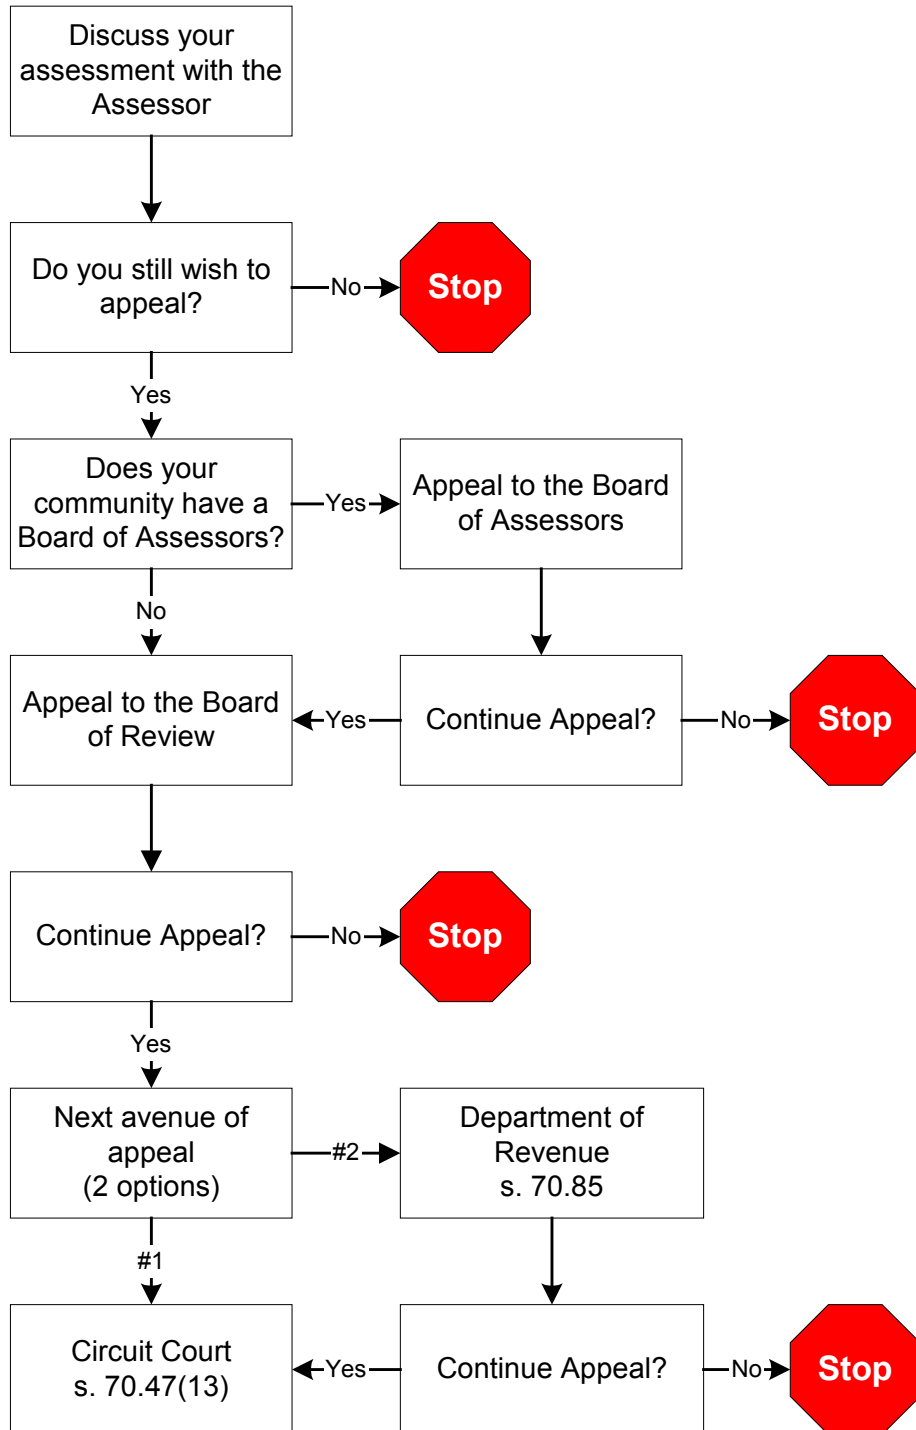 Discuss your
assessment with the
Assessor
Do you still wish to
appeal?
No
Stop
Yes
Does your
community have a
Board of Assessors?
Yes
Appeal to the Board
of Assessors
No
Appeal to the Board
of Review
Yes
Continue Appeal?
No
Stop
Continue Appeal?
No
Stop
Yes
Next avenue of
appeal
(2 options)
#2
Department of
Revenue
s. 70.85
#1
Circuit Court
s. 70.47(13)
Yes
Continue Appeal?
No
Stop